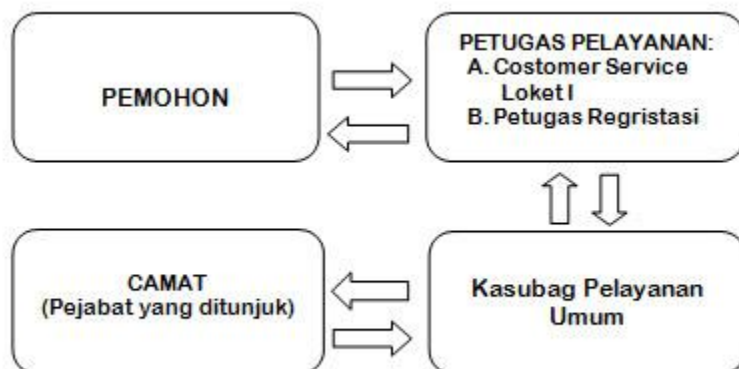 PEMOHON
PETUGAS PELAYANAN:
A. Costomer Service
Loket I
B. Petugas Regristasi
CAMAT
(Pejabat yang ditunjuk)
Kasubag Pelayanan
Umum